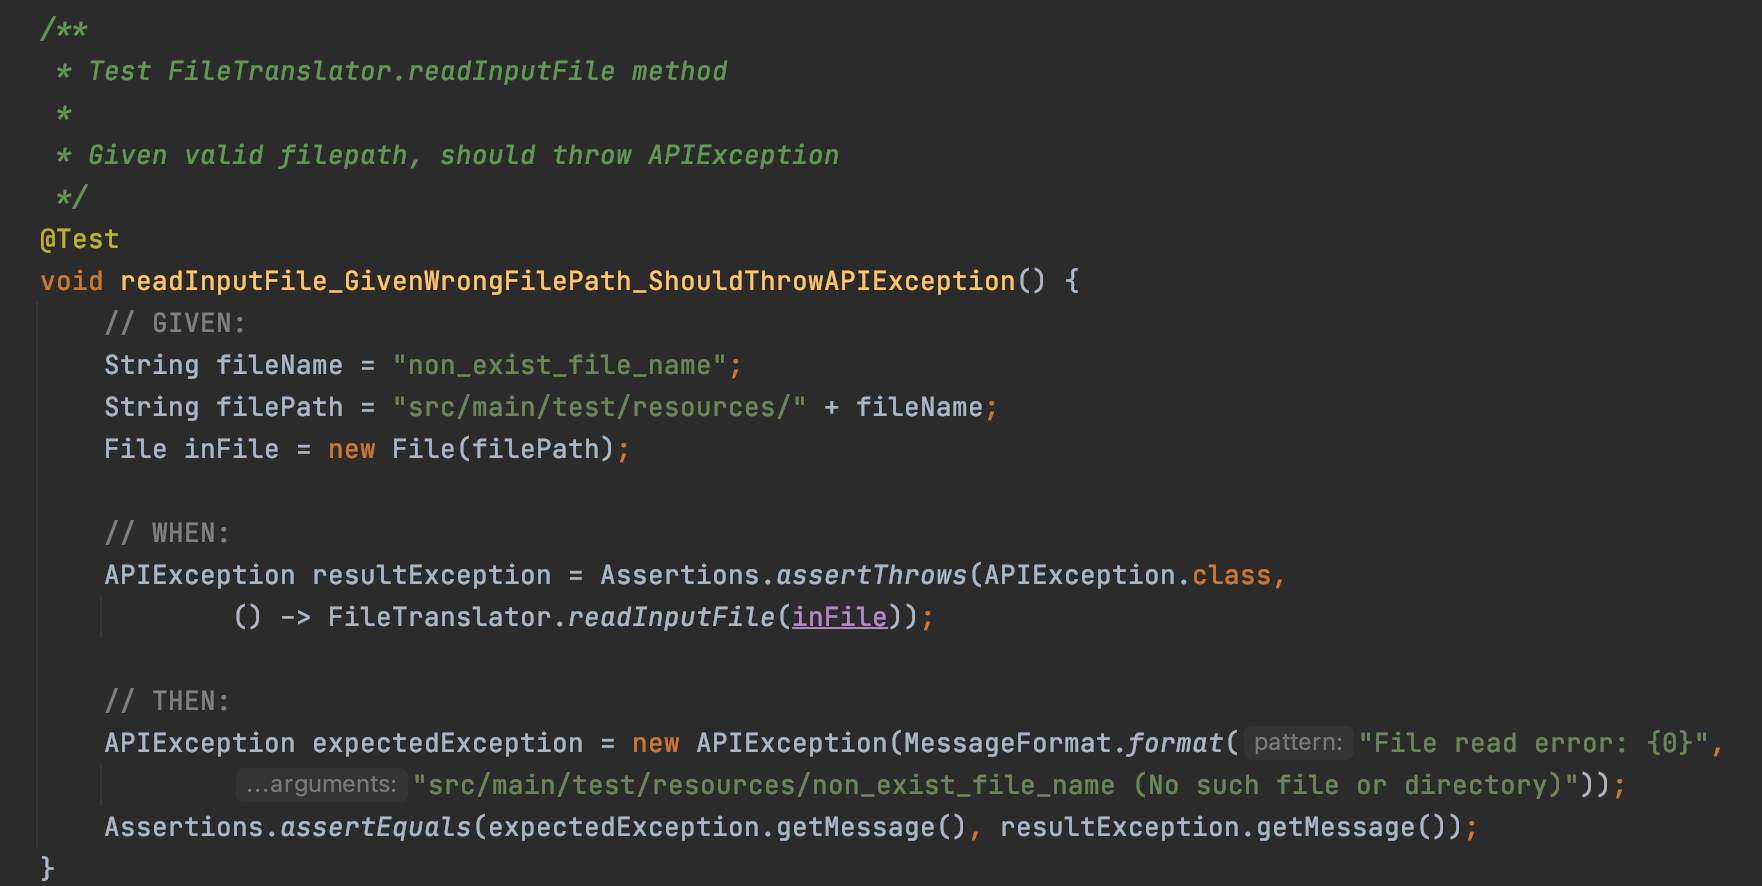 /**
 * Test FileTranslator.readInputFile method
 *
 * Given valid filepath, should throw APIException
 */
@Test
void readInputFile_GivenWrongFilePath_ShouldThrowAPIException() {
    // GIVEN:
    String fileName = "non_exist_file_name";
    String filePath = "src/main/test/resources/" + fileName;
    File inFile = new File(filePath);

    // WHEN:
    APIException resultException = Assertions.assertThrows(APIException.class,
            () -> FileTranslator.readInputFile(inFile));

    // THEN:
    APIException expectedException = new APIException(MessageFormat.format( pattern: "File read error: {0}",
            ...arguments: "src/main/test/resources/non_exist_file_name (No such file or directory)"));
    Assertions.assertEquals(expectedException.getMessage(), resultException.getMessage());
}